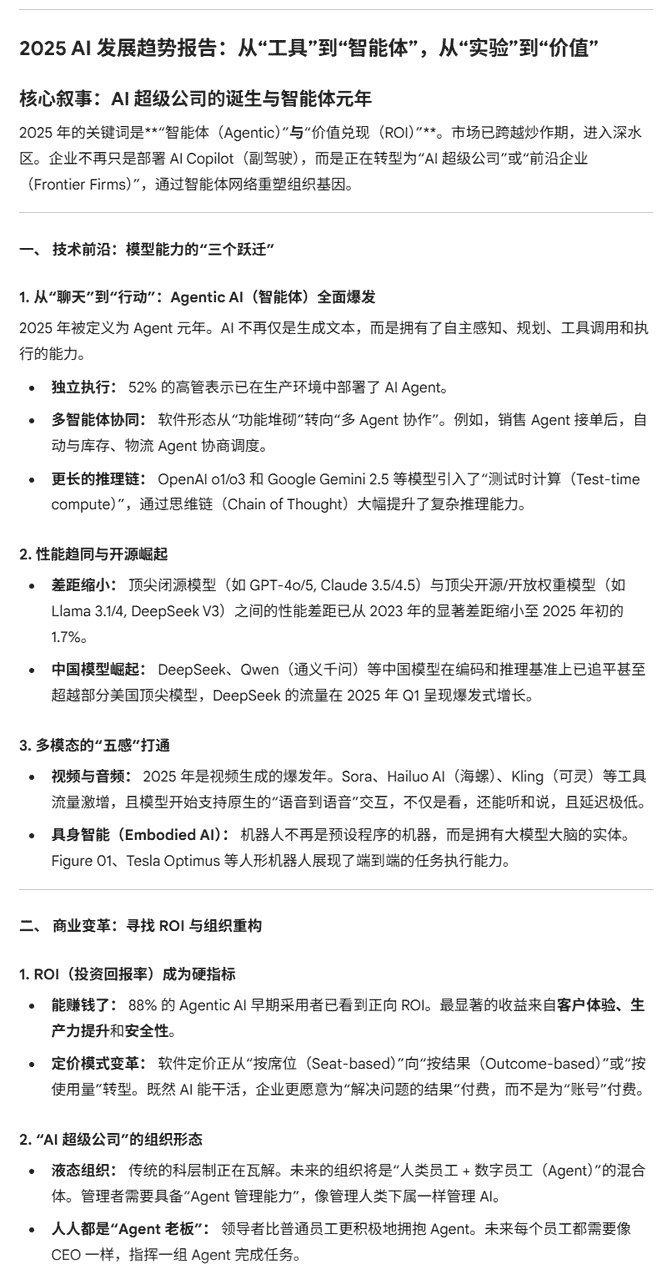 2025 AI 发展趋势报告：从“工具”到“智能体”，从“实验”到“价值”
核心叙事：AI 超级公司的诞生与智能体元年
2025 年的关键词是**“智能体（Agentic）”与“价值兑现（ROI）”**。市场已跨越炒作期，进入深水
区。企业不再只是部署 AI Copilot（副驾驶），而是正在转型为“AI 超级公司”或“前沿企业
（Frontier Firms）”，通过智能体网络重塑组织基因。
一、 技术前沿：模型能力的“三个跃迁”
1. 从“聊天”到“行动”：Agentic AI（智能体）全面爆发
2025 年被定义为 Agent 元年。AI 不再仅是生成文本，而是拥有了自主感知、规划、工具调用和执
行的能力。
• 独立执行： 52% 的高管表示已在生产环境中部署了 AI Agent。
• 多智能体协同： 软件形态从“功能堆砌”转向“多 Agent 协作”。例如，销售 Agent 接单后，自
动与库存、物流 Agent 协商调度。
• 更长的推理链： OpenAI o1/o3 和 Google Gemini 2.5 等模型引入了“测试时计算（Test-time
compute）”，通过思维链（Chain of Thought）大幅提升了复杂推理能力。
2. 性能趋同与开源崛起
• 差距缩小： 顶尖闭源模型（如 GPT-4o/5, Claude 3.5/4.5）与顶尖开源/开放权重模型（如
Llama 3.1/4, DeepSeek V3）之间的性能差距已从 2023 年的显著差距缩小至 2025 年初的
1.7%。
• 中国模型崛起： DeepSeek、Qwen（通义千问）等中国模型在编码和推理基准上已追平甚至
超越部分美国顶尖模型，DeepSeek 的流量在 2025 年 Q1 呈现爆发式增长。
3. 多模态的“五感”打通
• 视频与音频： 2025 年是视频生成的爆发年。Sora、Hailuo AI（海螺）、Kling（可灵）等工具
流量激增，且模型开始支持原生的“语音到语音”交互，不仅是看，还能听和说，且延迟极低。
• 具身智能（Embodied AI）： 机器人不再是预设程序的机器，而是拥有大模型大脑的实体。
Figure 01、Tesla Optimus 等人形机器人展现了端到端的任务执行能力。
二、 商业变革：寻找 ROI 与组织重构
1. ROI（投资回报率）成为硬指标
• 能赚钱了： 88% 的 Agentic AI 早期采用者已看到正向 ROI。最显著的收益来自客户体验、生
产力提升和安全性。
• 定价模式变革： 软件定价正从“按席位（Seat-based）”向“按结果（Outcome-based）”或“按
使用量”转型。既然 AI 能干活，企业更愿意为“解决问题的结果”付费，而不是为“账号”付费。
2. “AI 超级公司”的组织形态
• 液态组织： 传统的科层制正在瓦解。未来的组织将是“人类员工 + 数字员工（Agent）”的混合
体。管理者需要具备“Agent 管理能力”，像管理人类下属一样管理 AI。
• 人人都是“Agent 老板”： 领导者比普通员工更积极地拥抱 Agent。未来每个员工都需要像
CEO 一样，指挥一组 Agent 完成任务。